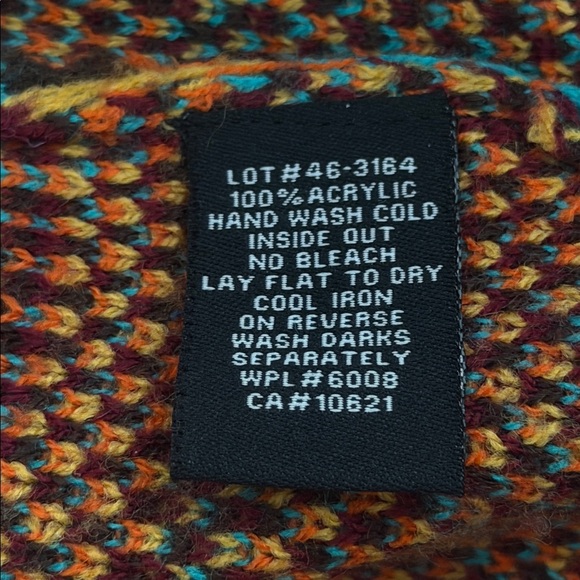 LOT#46-3164
100% ACRYLIC
HAND WASH COLD
INSIDE OUT
NO BLEACH
LAY FLAT TO DRY
COOL IRON
ON REVERSE
WASH DARKS
SEPARATELY
WPL#6008
CA#10621